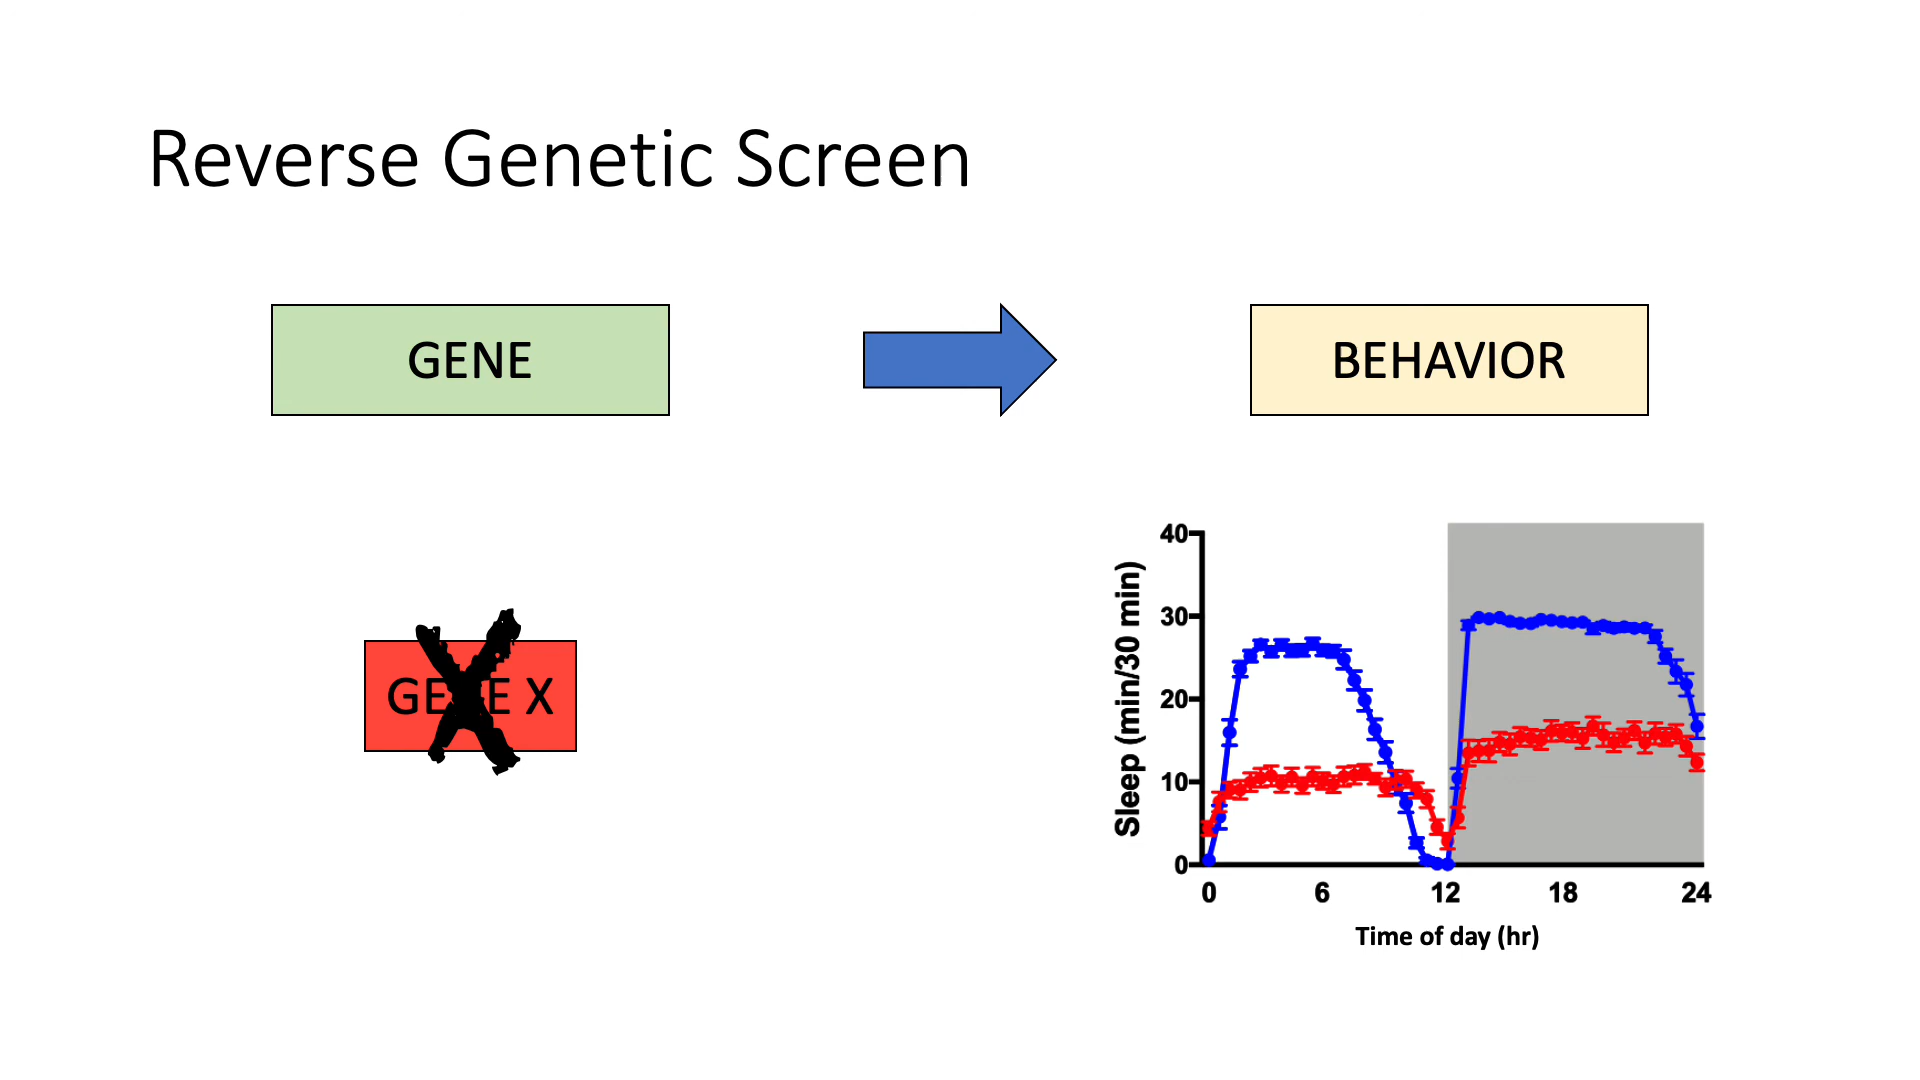 Reverse Genetic Screen
GENE
BEHAVIOR
GENE X
Sleep (min/30 min)
40
30
20
10
0
0 6 12 18 24
Time of day (hr)